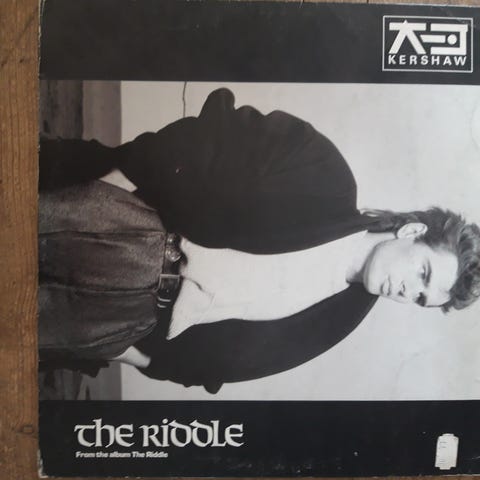 KERSHAW
The Riddle
From the album The Riddle